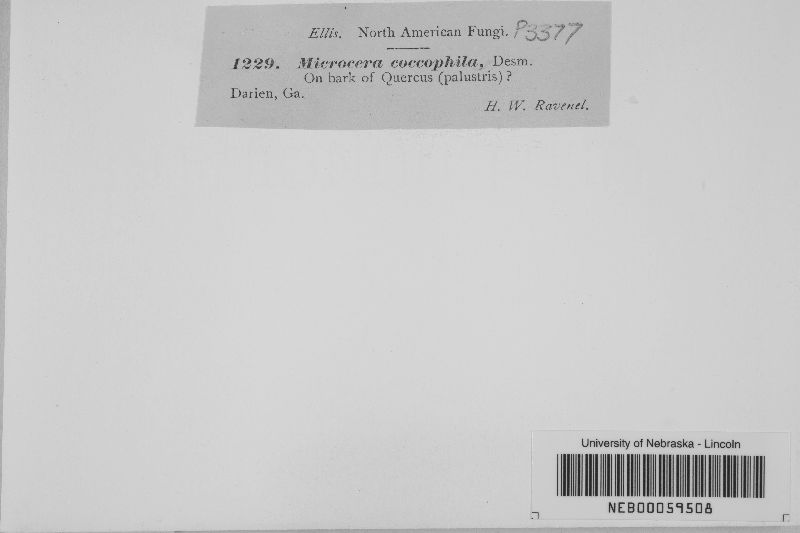 Ellis. North American Fungi. P3377
1229. Microcera coccophila, Desm.
On bark of Quercus (palustris)?
Darien, Ga.
H. W. Ravenel.
University of Nebraska - Lincoln
NEB00059508